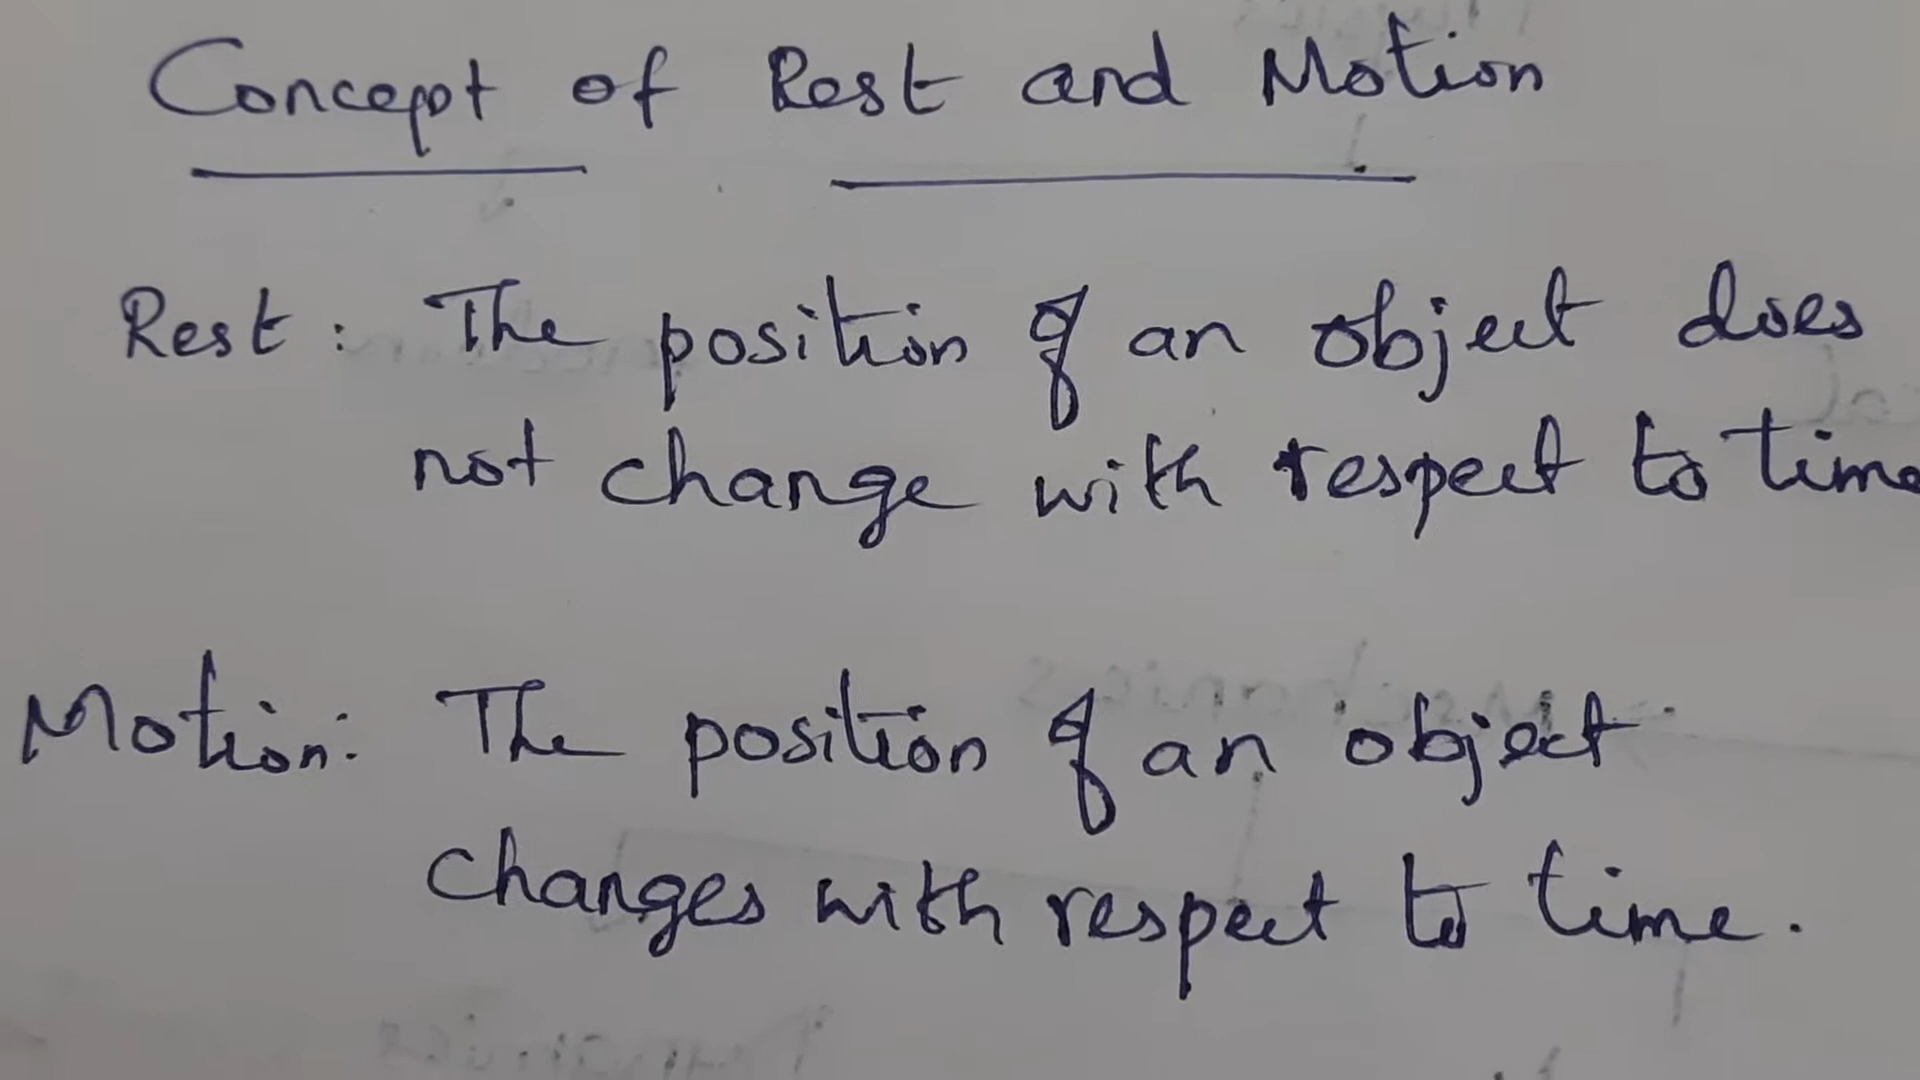 Concept of Rest and Motion
Rest : The position of an object does
not change with respect to time
Motion: The position of an object
changes with respect to time.